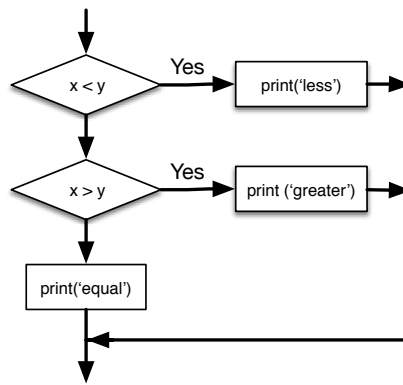 Yes
x < y
print(‘less’)
Yes
x > y
print (‘greater’)
print(‘equal’)